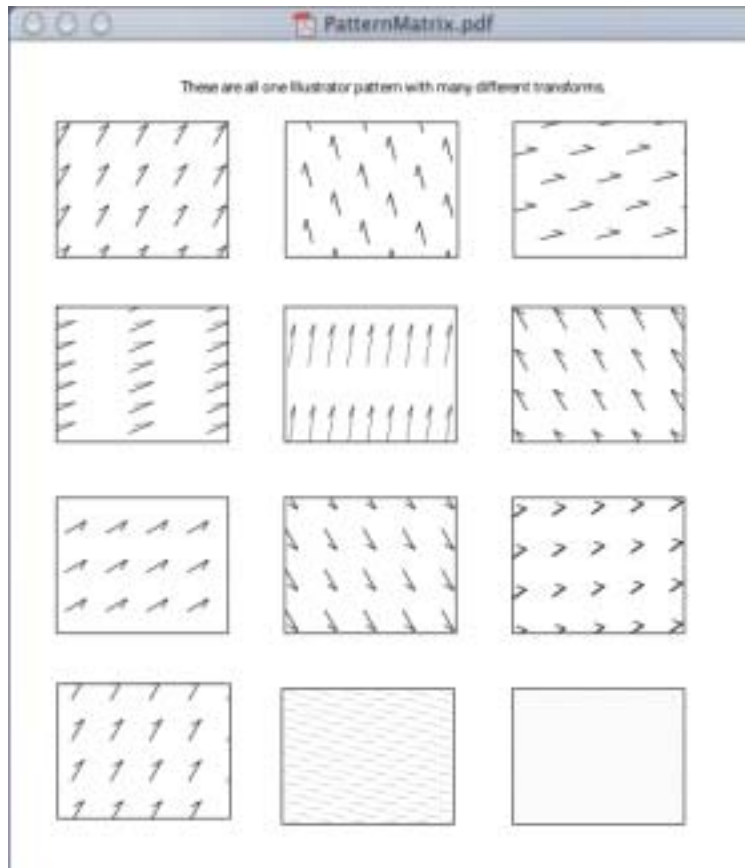 PatternMatrix.pdf
These are all one Illustrator pattern with many different transforms.